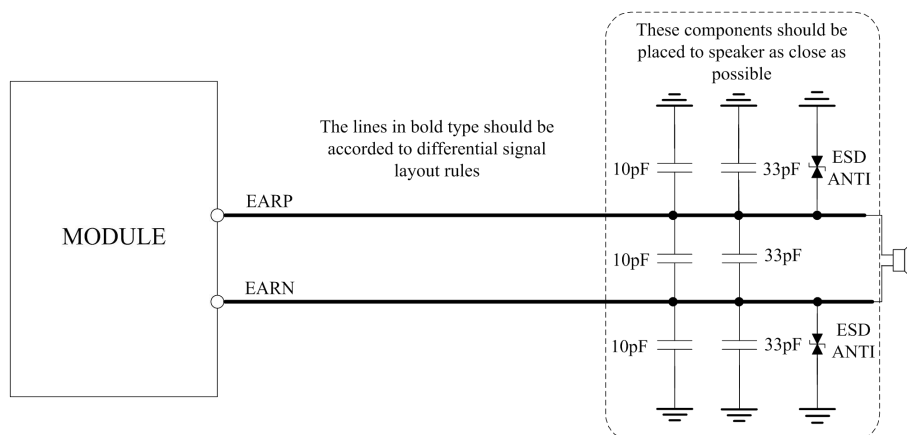 These components should be
placed to speaker as close as
possible
The lines in bold type should be
accorded to differential signal
layout rules
10pF
33pF
ESD
ANTI
EARP
MODULE
10pF
33pF
EARN
10pF
33pF
ESD
ANTI